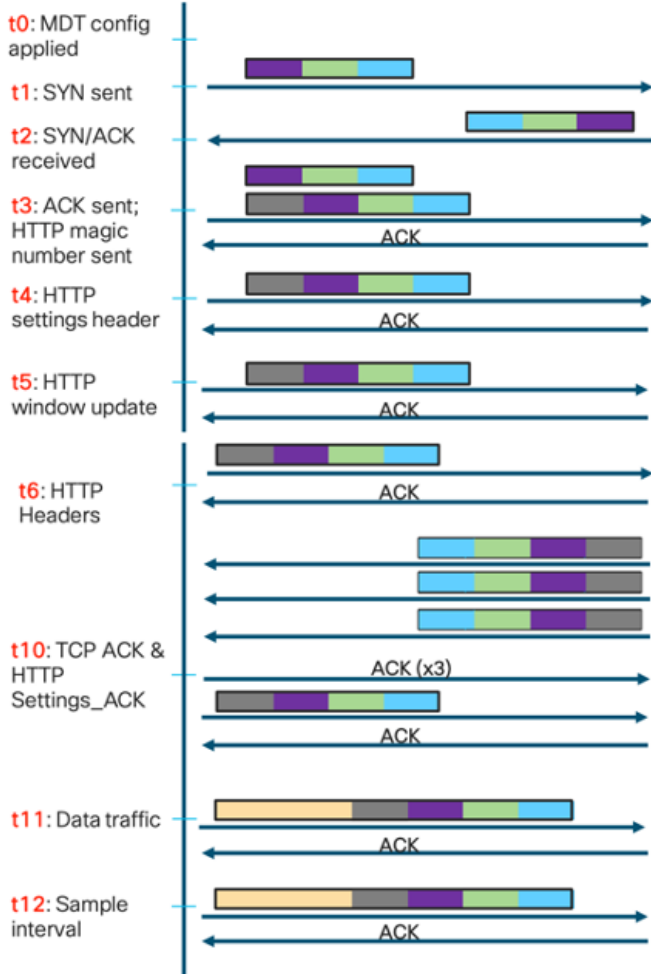 t0: MDT config
applied
t1: SYN sent
t2: SYN/ACK
received
t3: ACK sent;
HTTP magic
number sent
ACK
t4: HTTP
settings header
ACK
t5: HTTP
window update
ACK
t6: HTTP
Headers
ACK
t10: TCP ACK &
HTTP
Settings_ACK
ACK (x3)
ACK
t11: Data traffic
ACK
t12: Sample
interval
ACK